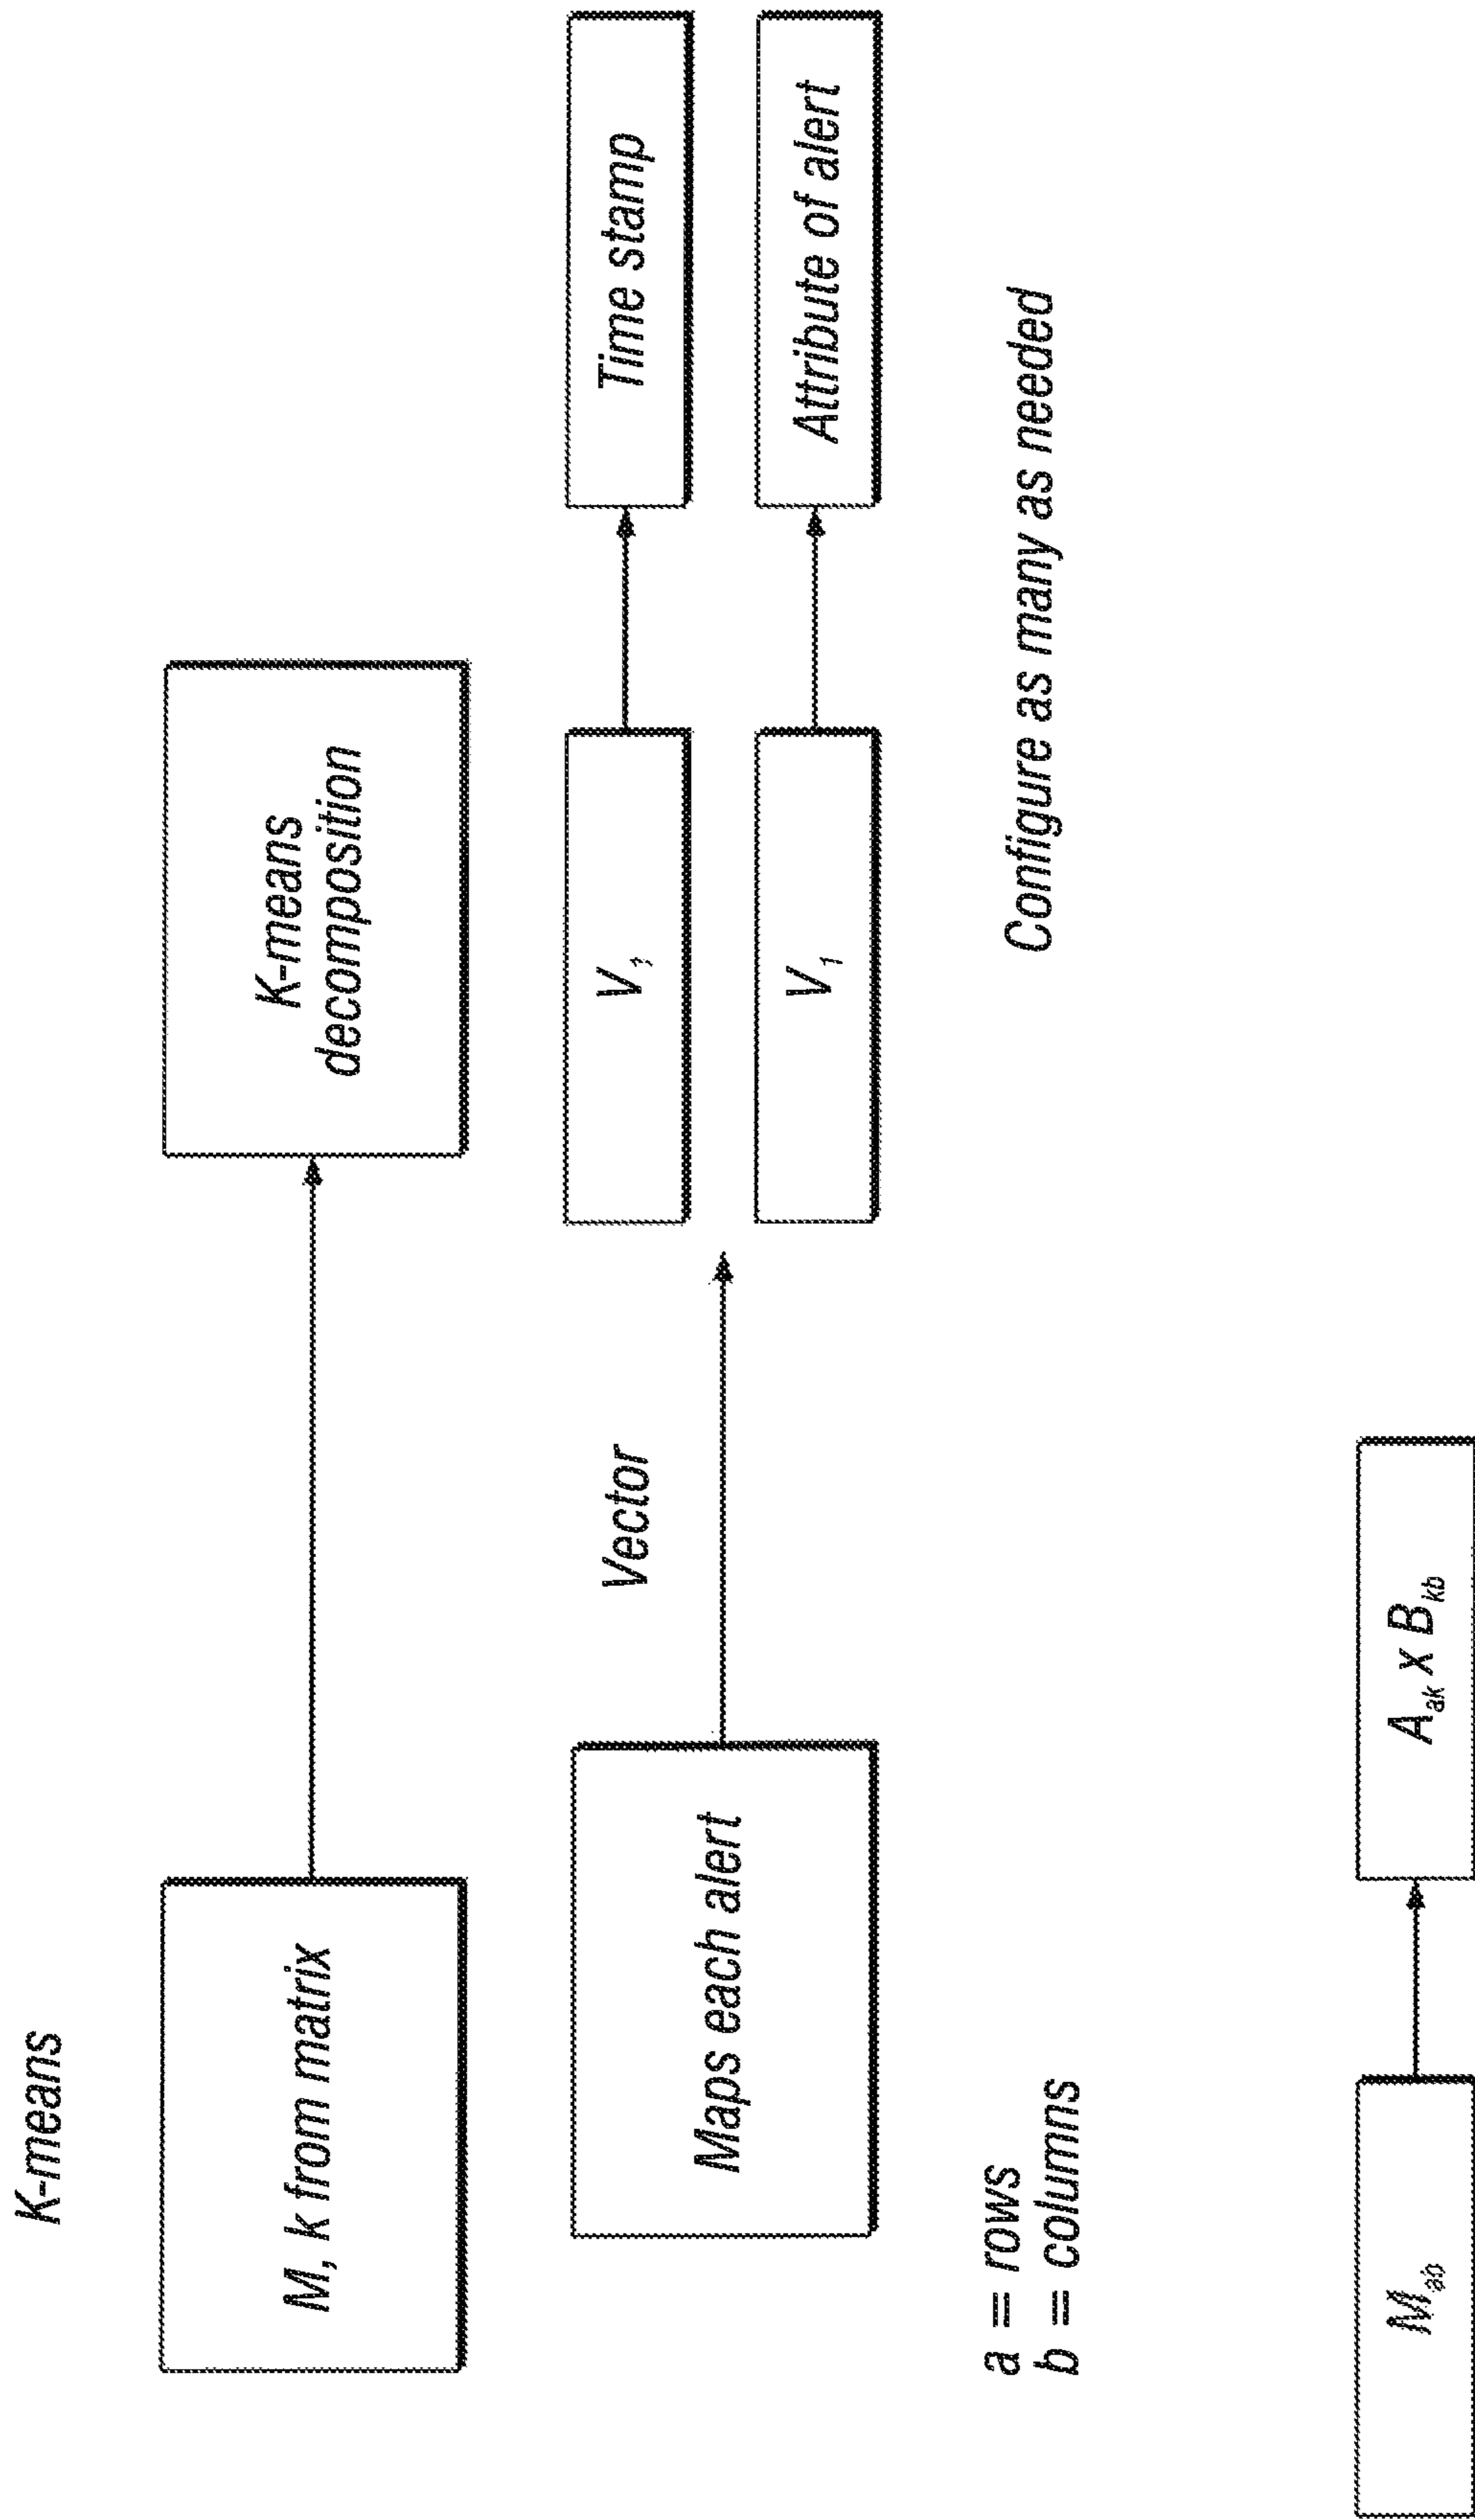 K-means
M, k from matrix
K-means
decomposition
Maps each alert
Vector
V₁
Time stamp
V₁
Attribute of alert
a = rows
b = columns
Configure as many as needed
Mab
Aak x Bkb